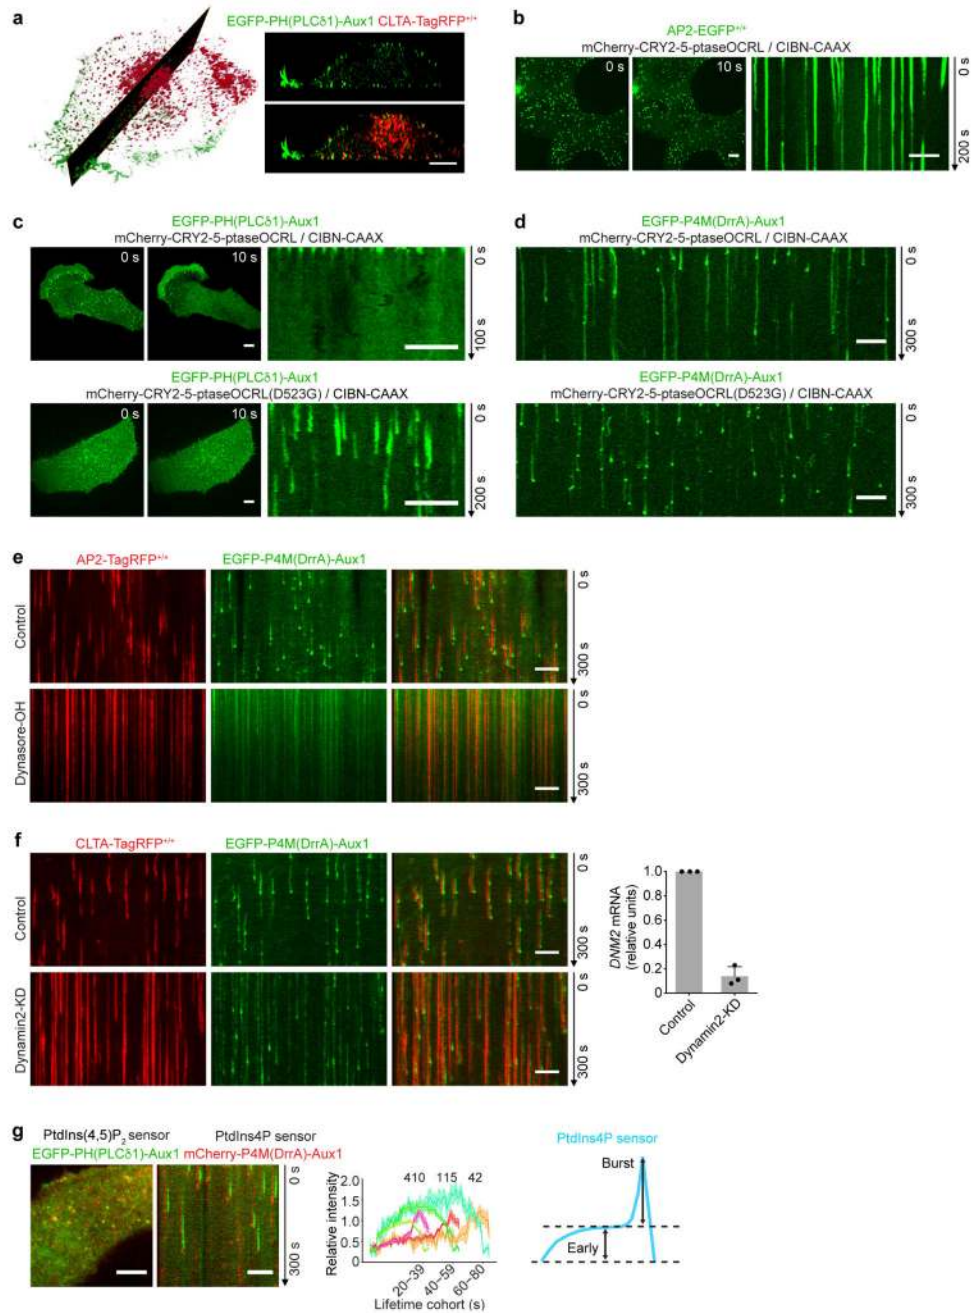 a
EGFP-PH(PLCδ1)-Aux1 CLTA-TagRFP+/+
b
AP2-EGFP+/+
mCherry-CRY2-5-ptaseOCRL / CIBN-CAAX
0 s
10 s
0 s
200 s
c
EGFP-PH(PLCδ1)-Aux1
mCherry-CRY2-5-ptaseOCRL / CIBN-CAAX
0 s
10 s
0 s
100 s
EGFP-PH(PLCδ1)-Aux1
mCherry-CRY2-5-ptaseOCRL(D523G) / CIBN-CAAX
0 s
10 s
0 s
200 s
d
EGFP-P4M(DrrA)-Aux1
mCherry-CRY2-5-ptaseOCRL / CIBN-CAAX
0 s
300 s
EGFP-P4M(DrrA)-Aux1
mCherry-CRY2-5-ptaseOCRL(D523G) / CIBN-CAAX
0 s
300 s
e
AP2-TagRFP+/+
EGFP-P4M(DrrA)-Aux1
Control
0 s
300 s
Dynasore-OH
0 s
300 s
f
CLTA-TagRFP+/+
EGFP-P4M(DrrA)-Aux1
Control
0 s
300 s
Dynamin2-KD
0 s
300 s
DNM2 mRNA
(relative units)
1.0
0.8
0.6
0.4
0.2
0
Control
Dynamin2-KD
g
PtdIns(4,5)P2 sensor
PtdIns4P sensor
EGFP-PH(PLCδ1)-Aux1 mCherry-P4M(DrrA)-Aux1
0 s
300 s
Relative intensity
2.0
1.5
1.0
0.5
0
410 115 42
20–39
40–59
60–80
Lifetime cohort (s)
PtdIns4P sensor
Burst
Early